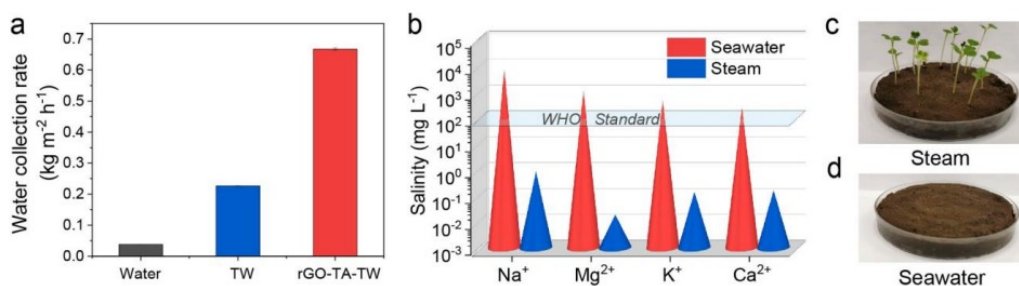 a
Water collection rate
(kg m⁻² h⁻¹)
0.7
0.6
0.5
0.4
0.3
0.2
0.1
0.0
Water
TW
rGO-TA-TW
b
Salinity (mg L⁻¹)
10⁵
10⁴
10³
10²
10¹
10⁰
10⁻¹
10⁻²
10⁻³
Seawater
Steam
WHO Standard
Na⁺
Mg²⁺
K⁺
Ca²⁺
c
Steam
d
Seawater